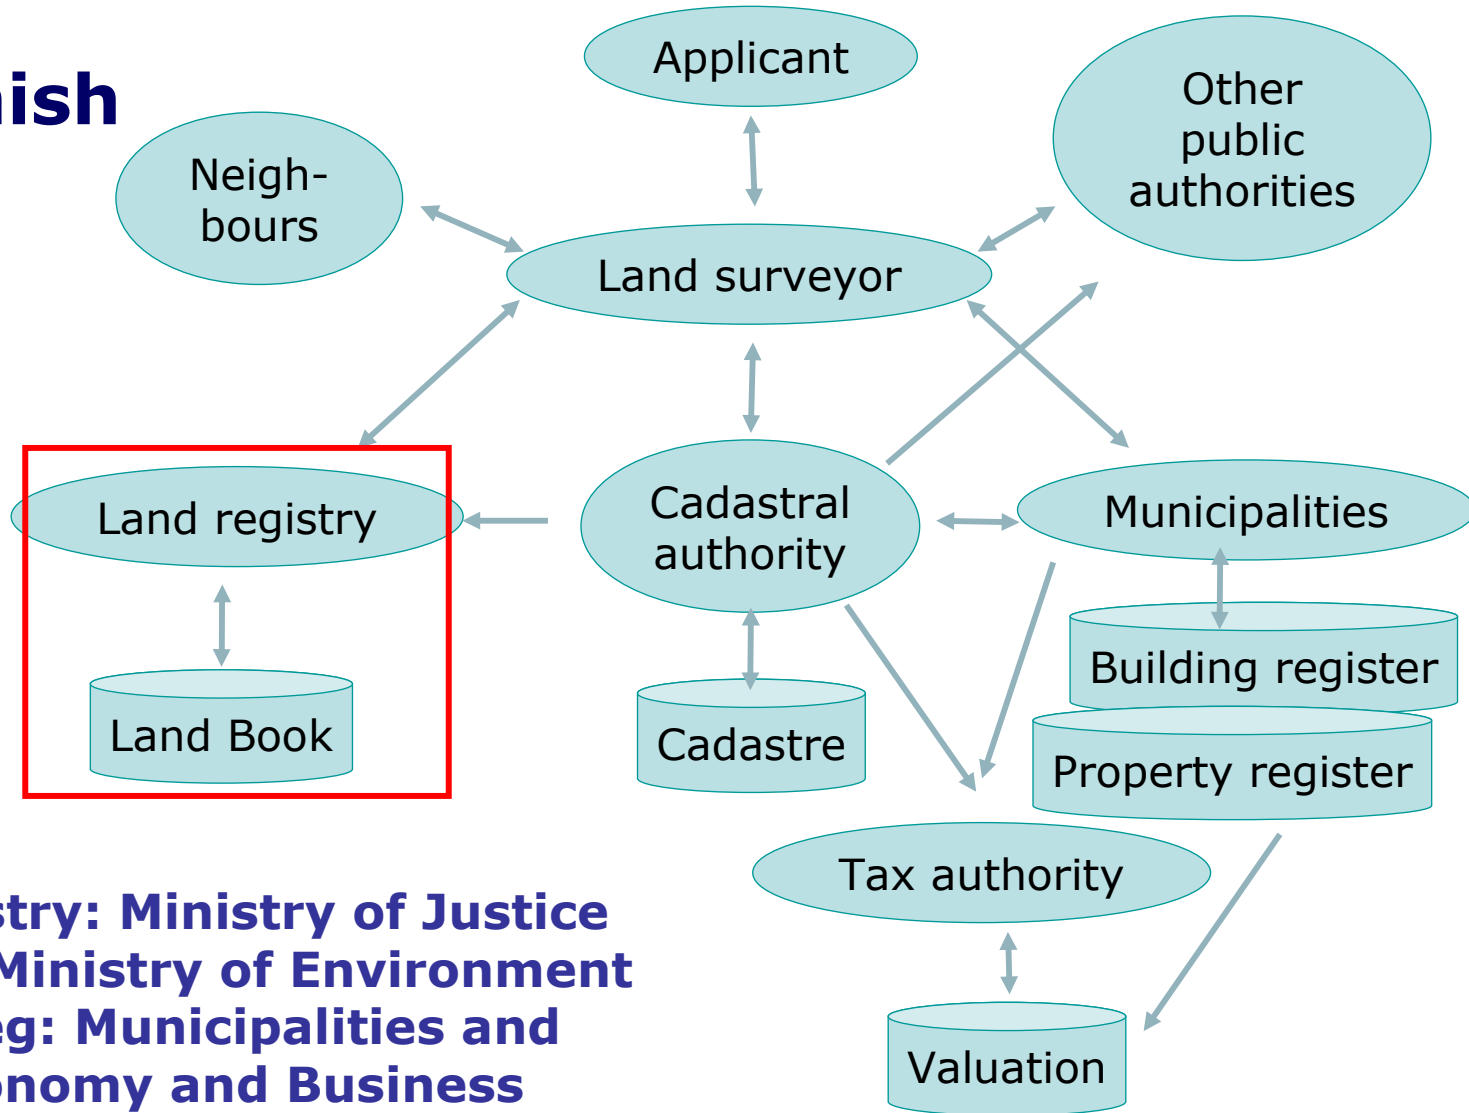 nish
Applicant
Other
public
authorities
Neigh-
bours
Land surveyor
Land registry
Cadastral
authority
Municipalities
Land Book
Cadastre
Building register
Property register
Tax authority
Valuation
stry: Ministry of Justice
Ministry of Environment
eg: Municipalities and
onomy and Business